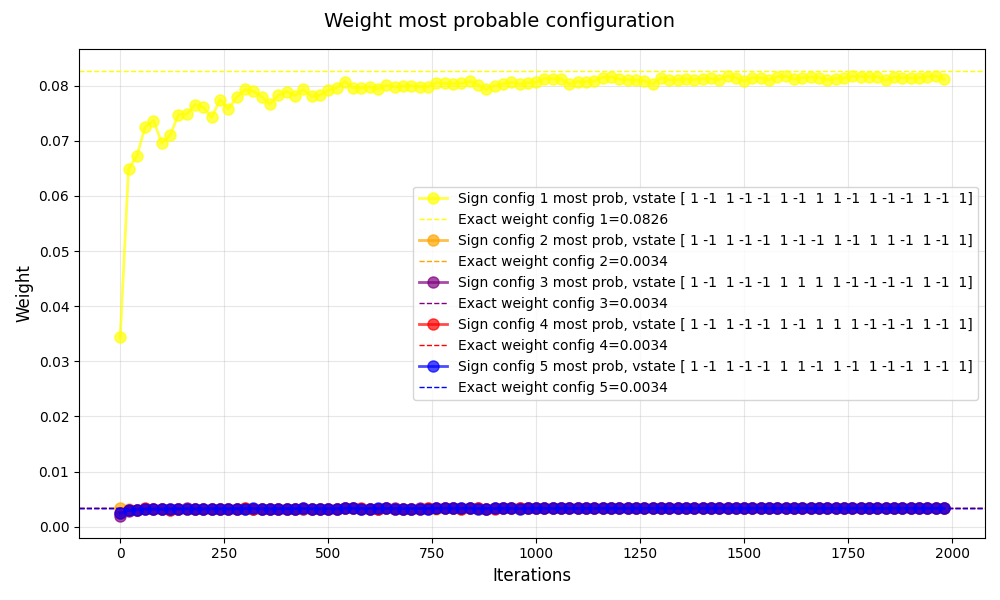 Weight most probable configuration
Weight
0.08
0.07
0.06
0.05
0.04
0.03
0.02
0.01
0.00
Sign config 1 most prob, vstate [ 1 -1  1 -1 -1  1 -1  1  1 -1  1 -1 -1  1 -1  1]
Exact weight config 1=0.0826
Sign config 2 most prob, vstate [ 1 -1  1 -1 -1  1 -1 -1  1 -1  1  1 -1  1 -1  1]
Exact weight config 2=0.0034
Sign config 3 most prob, vstate [ 1 -1  1 -1 -1  1  1  1  1 -1 -1 -1 -1  1 -1  1]
Exact weight config 3=0.0034
Sign config 4 most prob, vstate [ 1 -1  1 -1 -1  1 -1  1  1  1 -1 -1 -1  1 -1  1]
Exact weight config 4=0.0034
Sign config 5 most prob, vstate [ 1 -1  1 -1 -1  1  1 -1  1 -1  1 -1 -1  1 -1  1]
Exact weight config 5=0.0034
0 250 500 750 1000 1250 1500 1750 2000
Iterations